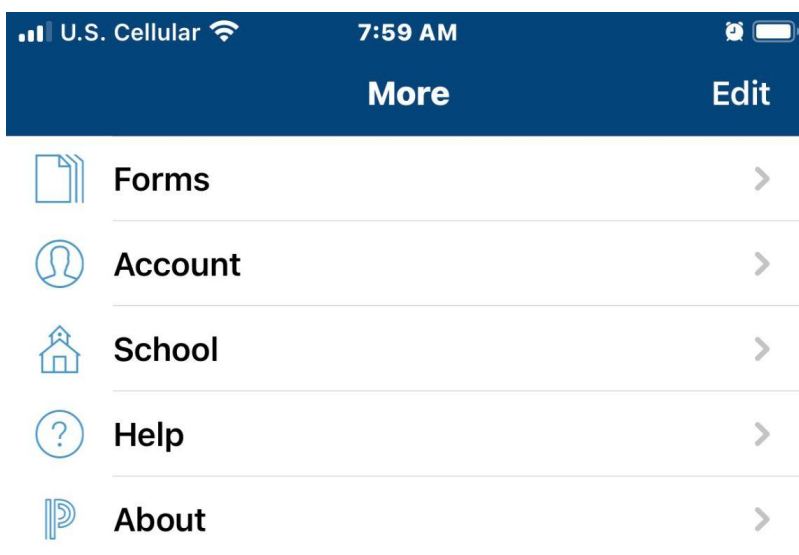 U.S. Cellular 7:59 AM
More Edit
Forms
Account
School
? Help
About